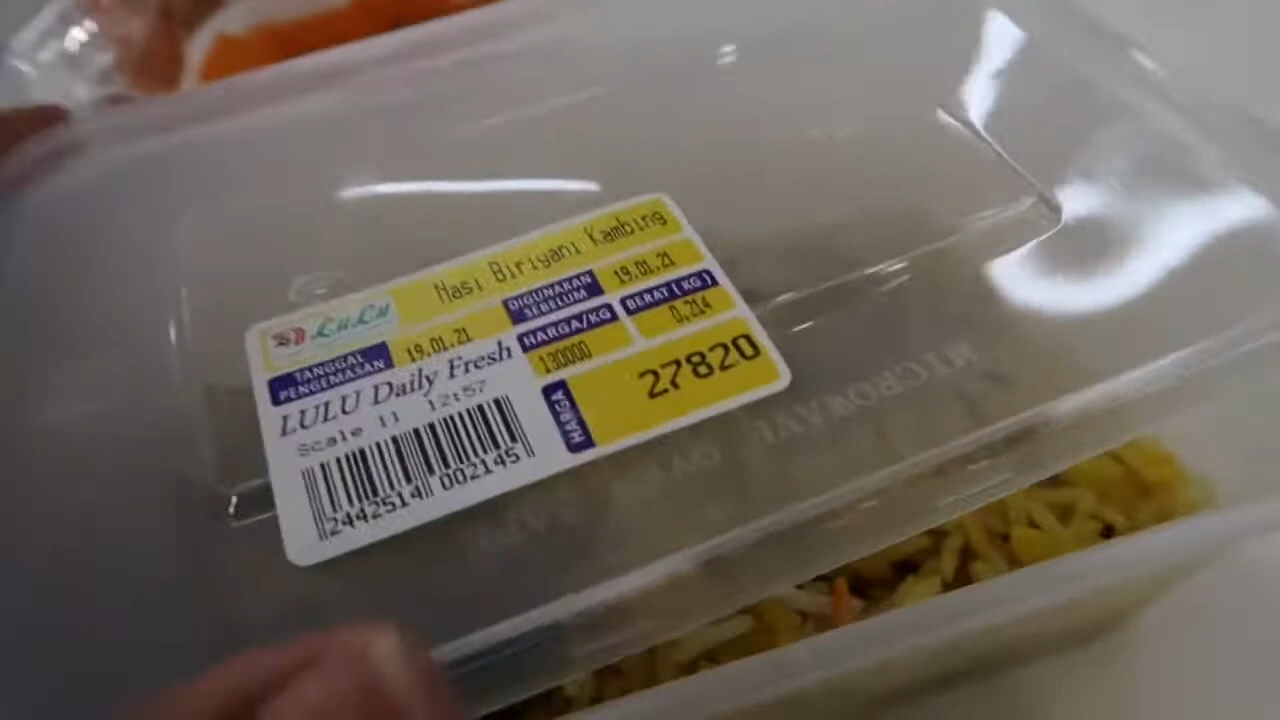 Nasi Biriyani Kambing
LuLu
TANGGAL
PENGEMASAN
19.01.21
DIGUNAKAN
SEBELUM
19.01.21
LULU Daily Fresh
HARGA/KG
130000
BERAT (KG)
0,214
Scale 11 12:57
HARGA
27820
2442514 002145
MICROWAVE